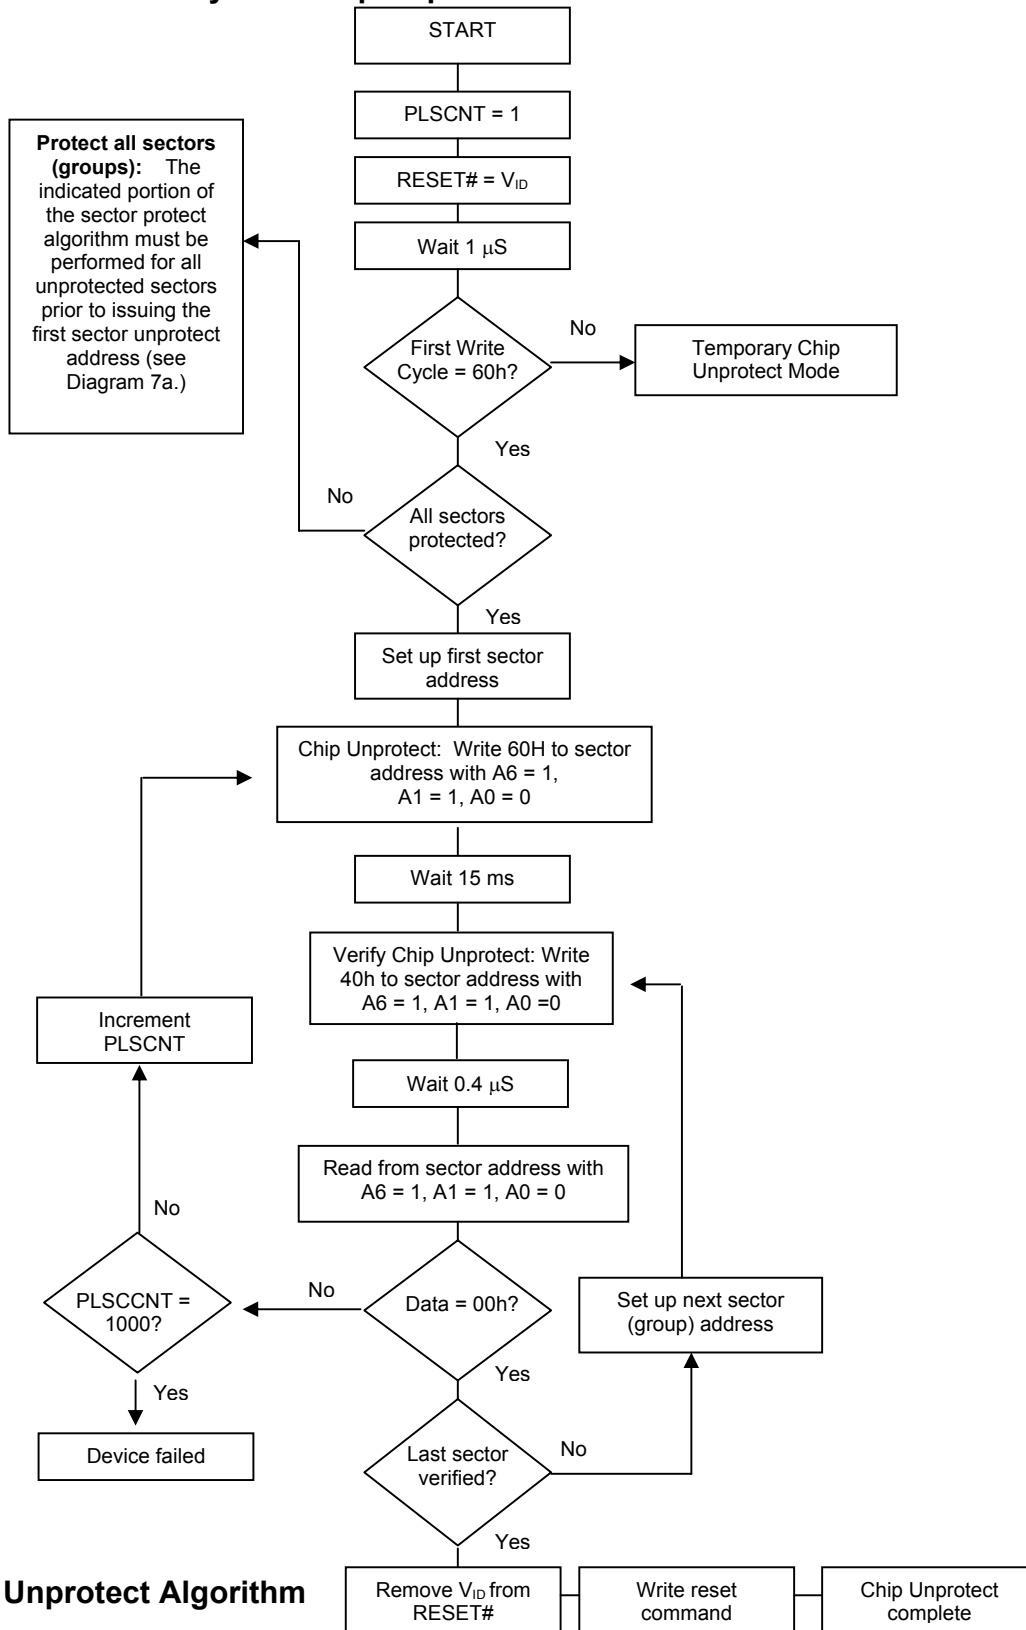 START
PLSCNT = 1
RESET# = VID
Wait 1 μS
Protect all sectors
(groups): The
indicated portion of
the sector protect
algorithm must be
performed for all
unprotected sectors
prior to issuing the
first sector unprotect
address (see
Diagram 7a.)
First Write
Cycle = 60h?
No
Temporary Chip
Unprotect Mode
Yes
No
All sectors
protected?
Yes
Set up first sector
address
Chip Unprotect: Write 60H to sector
address with A6 = 1,
A1 = 1, A0 = 0
Wait 15 ms
Verify Chip Unprotect: Write
40h to sector address with
A6 = 1, A1 = 1, A0 =0
Increment
PLSCNT
Wait 0.4 μS
Read from sector address with
A6 = 1, A1 = 1, A0 = 0
No
PLSCCNT =
1000?
No
Data = 00h?
Set up next sector
(group) address
Yes
Yes
Device failed
Last sector
verified?
No
Yes
Unprotect Algorithm
Remove VID from
RESET#
Write reset
command
Chip Unprotect
complete